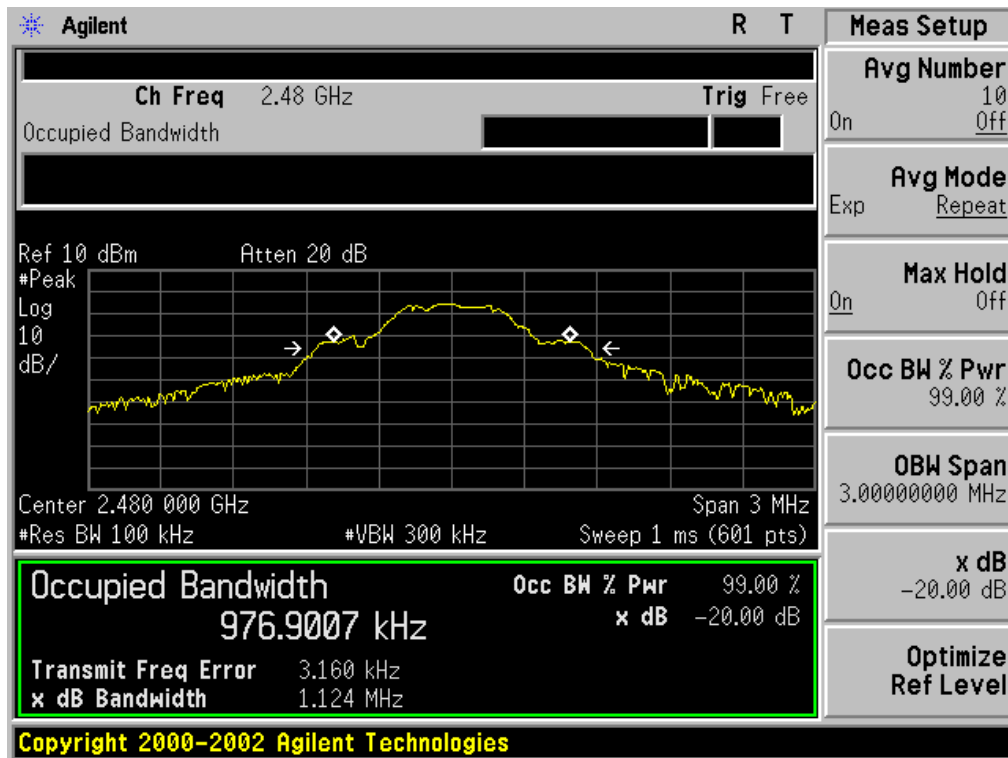 Agilent R T
Ch Freq 2.48 GHz Trig Free
Occupied Bandwidth
Ref 10 dBm Atten 20 dB
#Peak
Log
10
dB/
Center 2.480 000 GHz Span 3 MHz
#Res BW 100 kHz #VBW 300 kHz Sweep 1 ms (601 pts)
Occupied Bandwidth Occ BW % Pwr 99.00 %
976.9007 kHz x dB -20.00 dB
Transmit Freq Error 3.160 kHz
x dB Bandwidth 1.124 MHz
Copyright 2000-2002 Agilent Technologies
Meas Setup
Avg Number
10
On Off
Avg Mode
Exp Repeat
Max Hold
On Off
Occ BW % Pwr
99.00 %
OBW Span
3.00000000 MHz
x dB
-20.00 dB
Optimize
Ref Level